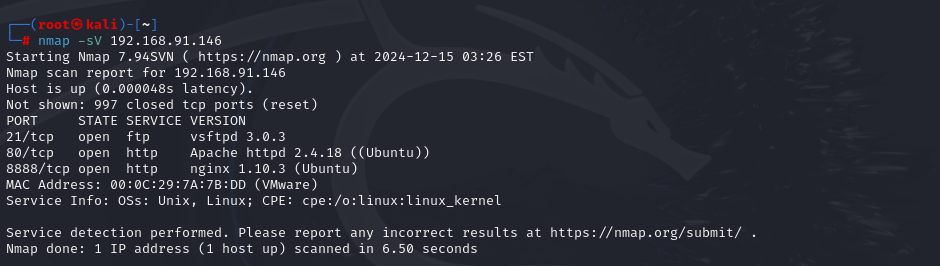 ┌──(root㉿kali)-[~]
└─# nmap -sV 192.168.91.146
Starting Nmap 7.94SVN ( https://nmap.org ) at 2024-12-15 03:26 EST
Nmap scan report for 192.168.91.146
Host is up (0.000048s latency).
Not shown: 997 closed tcp ports (reset)
PORT     STATE SERVICE VERSION
21/tcp   open  ftp     vsftpd 3.0.3
80/tcp   open  http    Apache httpd 2.4.18 ((Ubuntu))
8888/tcp open  http    nginx 1.10.3 (Ubuntu)
MAC Address: 00:0C:29:7A:7B:DD (VMware)
Service Info: OSs: Unix, Linux; CPE: cpe:/o:linux:linux_kernel
Service detection performed. Please report any incorrect results at https://nmap.org/submit/ .
Nmap done: 1 IP address (1 host up) scanned in 6.50 seconds